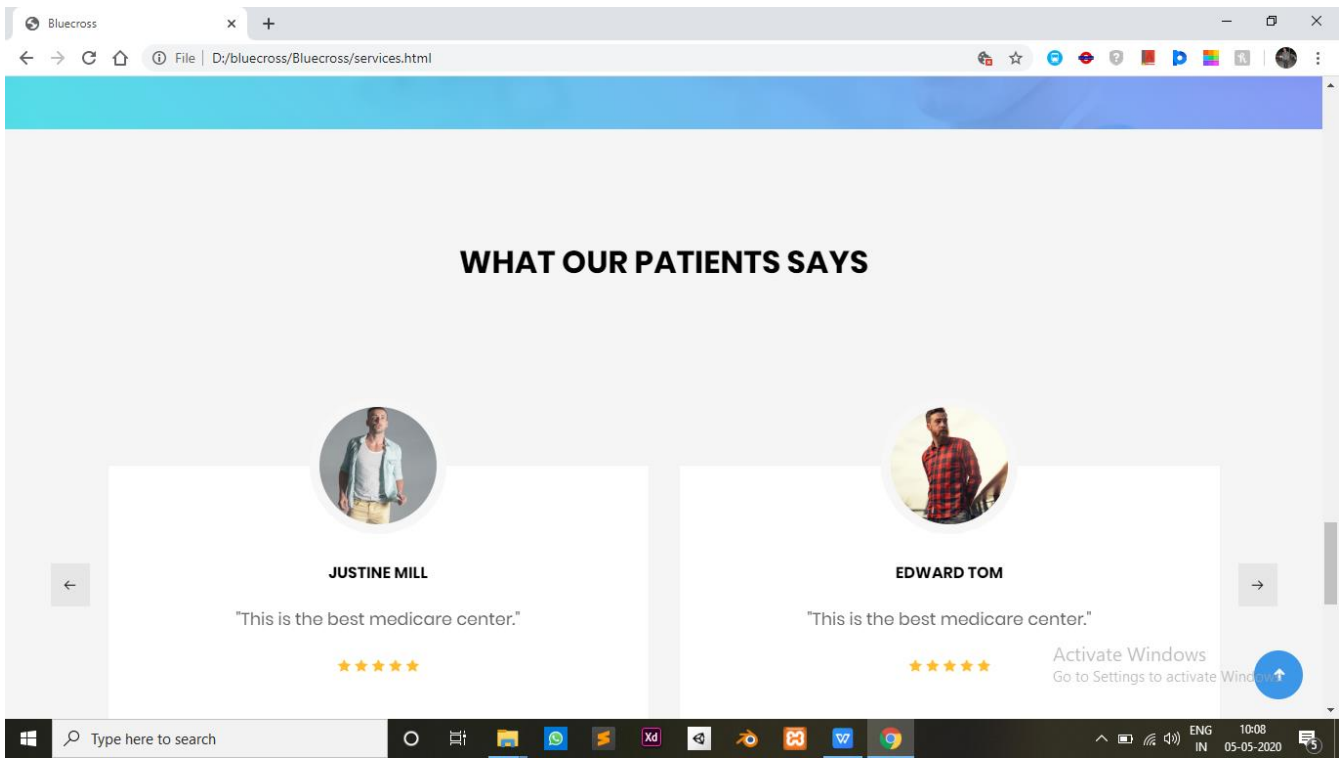 Bluecross
File | D:/bluecross/Bluecross/services.html
WHAT OUR PATIENTS SAYS
JUSTINE MILL
"This is the best medicare center."
EDWARD TOM
"This is the best medicare center."
Activate Windows
Go to Settings to activate Windows.
Type here to search
Xd
W
ENG
IN
10:08
05-05-2020
5